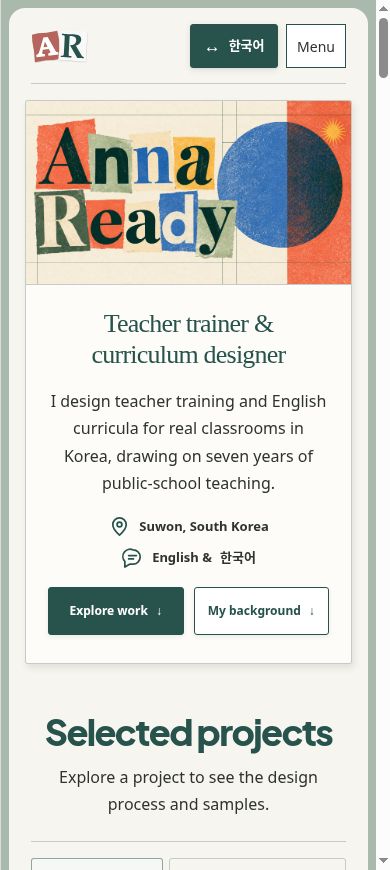 AR
↔ 한국어
Menu
Anna
Ready
Teacher trainer &
curriculum designer
I design teacher training and English
curricula for real classrooms in
Korea, drawing on seven years of
public-school teaching.
Suwon, South Korea
English & 한국어
Explore work ↓
My background ↓
Selected projects
Explore a project to see the design
process and samples.